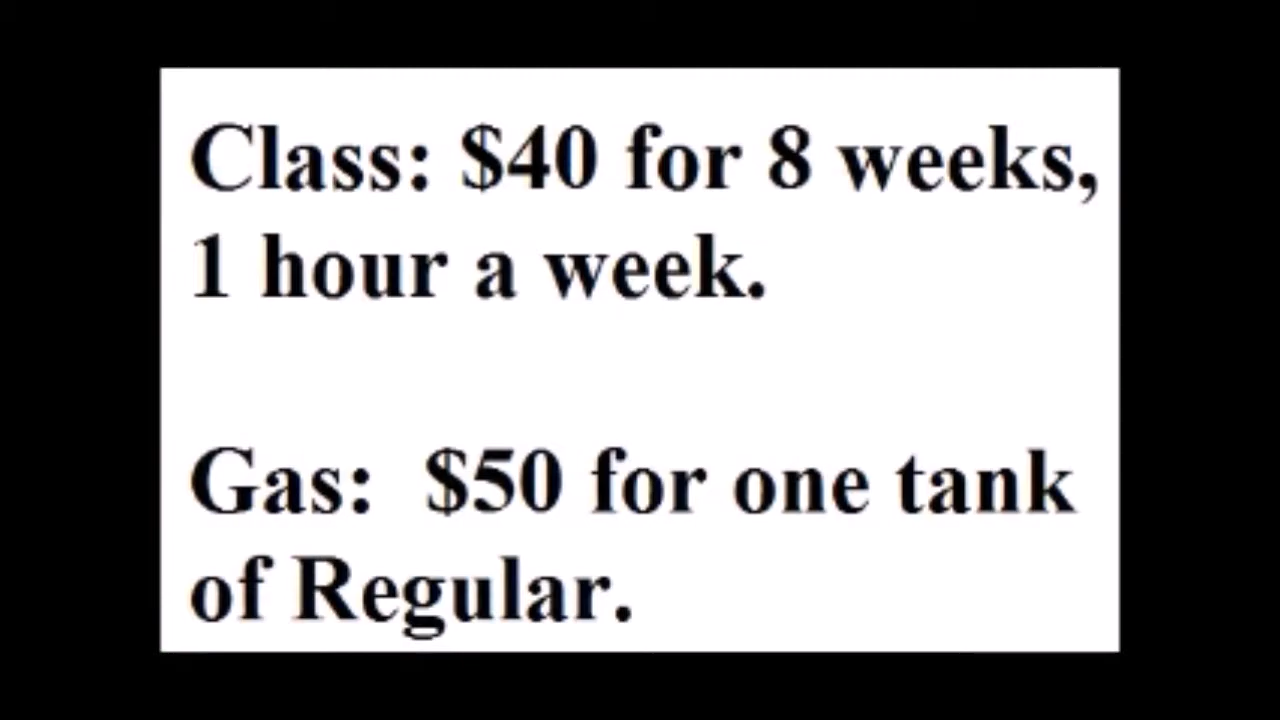 Class: $40 for 8 weeks,
1 hour a week.
Gas:  $50 for one tank
of Regular.